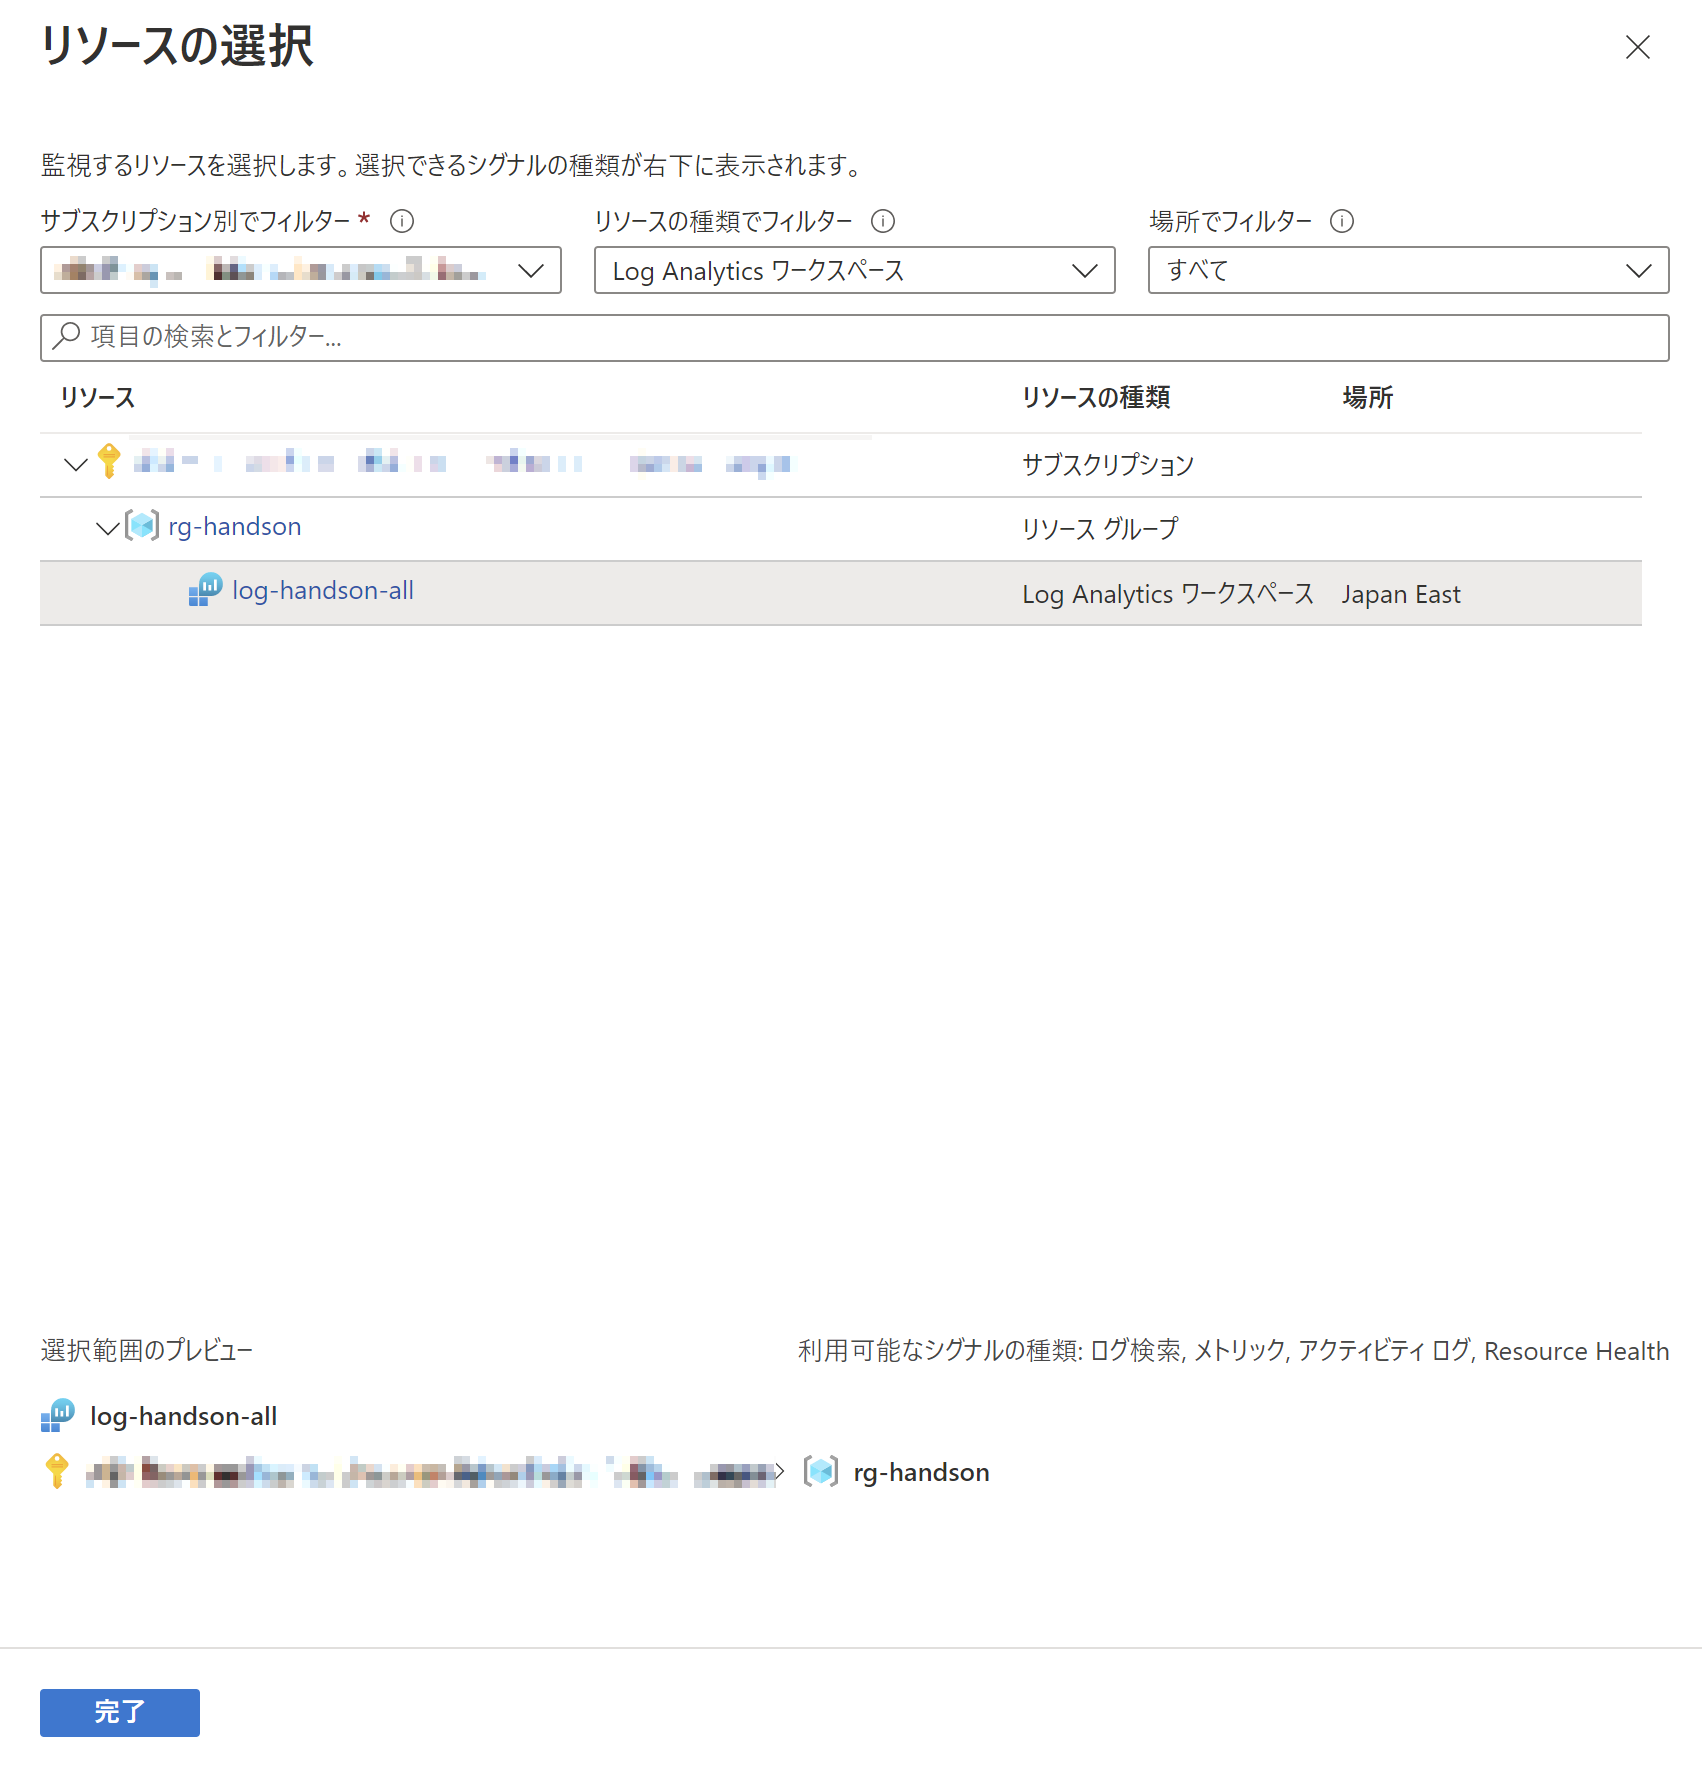 リソースの選択
監視するリソースを選択します。選択できるシグナルの種類が右下に表示されます。
サブスクリプション別でフィルター * リソースの種類でフィルター 場所でフィルター
Log Analytics ワークスペース すべて
項目の検索とフィルター...
リソース リソースの種類 場所
サブスクリプション
rg-handson リソース グループ
log-handson-all Log Analytics ワークスペース Japan East
選択範囲のプレビュー 利用可能なシグナルの種類: ログ検索, メトリック, アクティビティ ログ, Resource Health
log-handson-all
rg-handson
完了